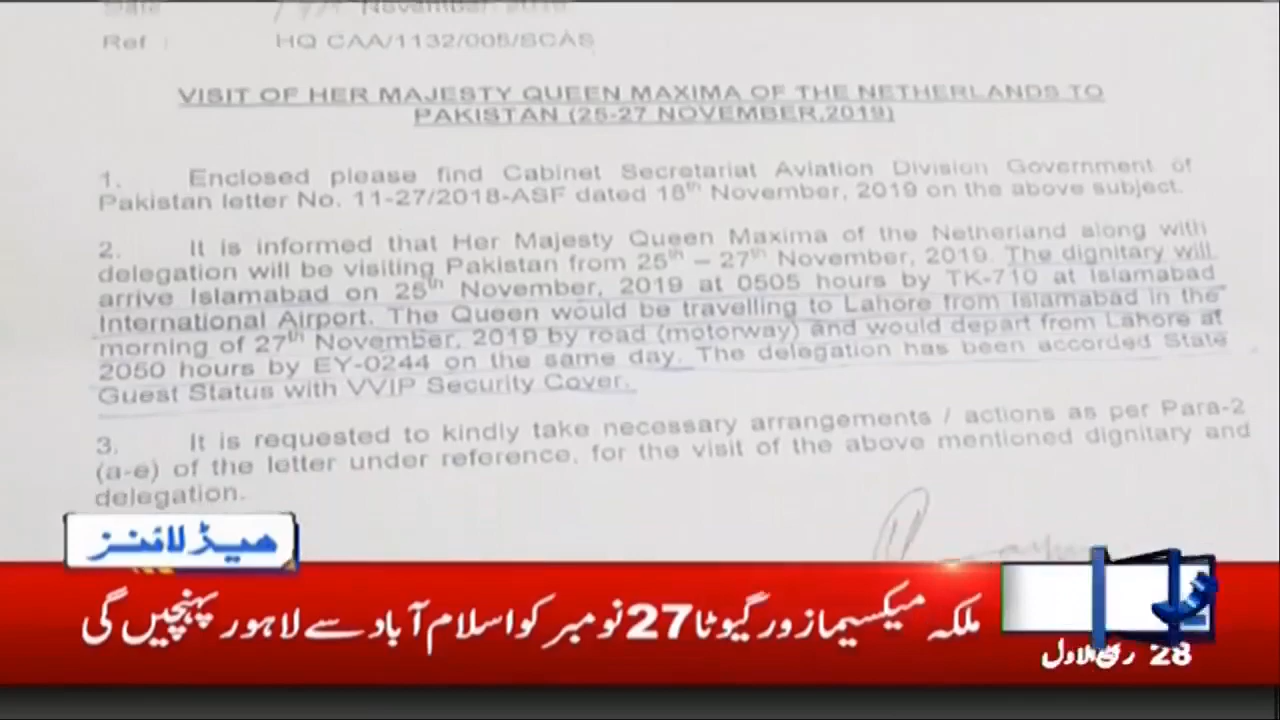 Date November, 2019
Ref : HQ CAA/1132/005/SCAS
VISIT OF HER MAJESTY QUEEN MAXIMA OF THE NETHERLANDS TO
PAKISTAN (25-27 NOVEMBER,2019)
1. Enclosed please find Cabinet Secretariat Aviation Division Government of
Pakistan letter No. 11-27/2018-ASF dated 18th November, 2019 on the above subject.
2. It is informed that Her Majesty Queen Maxima of the Netherland along with
delegation will be visiting Pakistan from 25th – 27th November, 2019. The dignitary will
arrive Islamabad on 25th November, 2019 at 0505 hours by TK-710 at Islamabad
International Airport. The Queen would be travelling to Lahore from Islamabad in the
morning of 27th November, 2019 by road (motorway) and would depart from Lahore at
2050 hours by EY-0244 on the same day. The delegation has been accorded State
Guest Status with VVIP Security Cover.
3. It is requested to kindly take necessary arrangements / actions as per Para-2
(a-e) of the letter under reference, for the visit of the above mentioned dignitary and
delegation.
ہیڈ لائنز
ملکہ میکسیما زورگیوٹا 27 نومبر کو اسلام آباد سے لاہور پہنچیں گی
28 ربیع الاول